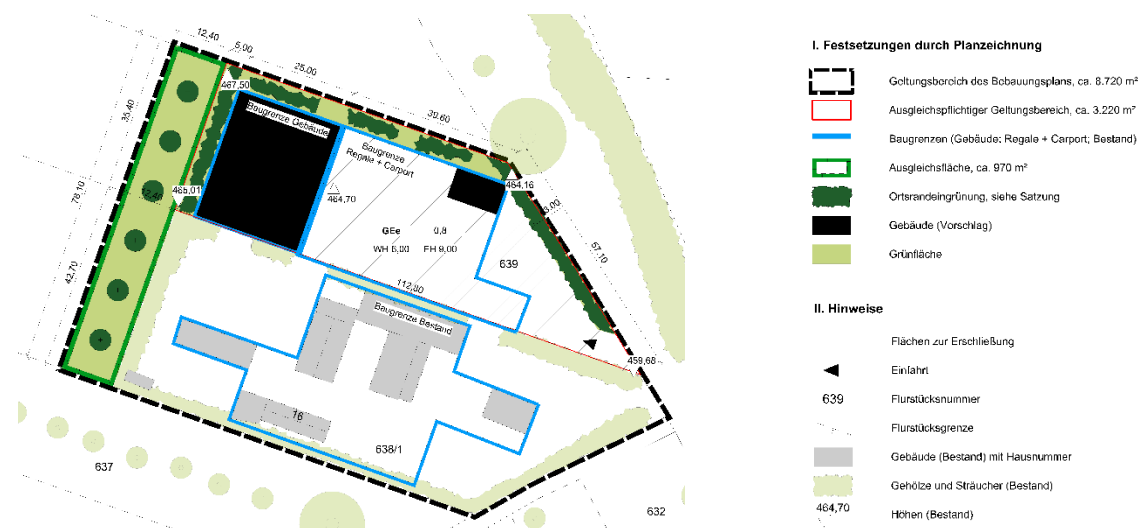 12,40
5,00
25,00
30,60
35,40
467,50
Baugrenze Gebäude
Baugrenze
Regale + Carport
464,16
485,01
12,40
464,70
78,10
GEe 0,8
WH 6,00 FH 9,00
639
57,10
42,70
112,80
Baugrenze Bestand
459,68
16
638/1
637
632
I. Festsetzungen durch Planzeichnung
Geltungsbereich des Bebauungsplans, ca. 8.720 m²
Ausgleichspflichtiger Geltungsbereich, ca. 3.220 m²
Baugrenzen (Gebäude; Regale + Carport; Bestand)
Ausgleichsfläche, ca. 970 m²
Ortsrandeingrünung, siehe Satzung
Gebäude (Vorschlag)
Grünfläche
II. Hinweise
Flächen zur Erschließung
Einfahrt
639 Flurstücksnummer
Flurstücksgrenze
Gebäude (Bestand) mit Hausnummer
Gehölze und Sträucher (Bestand)
464,70 Höhen (Bestand)